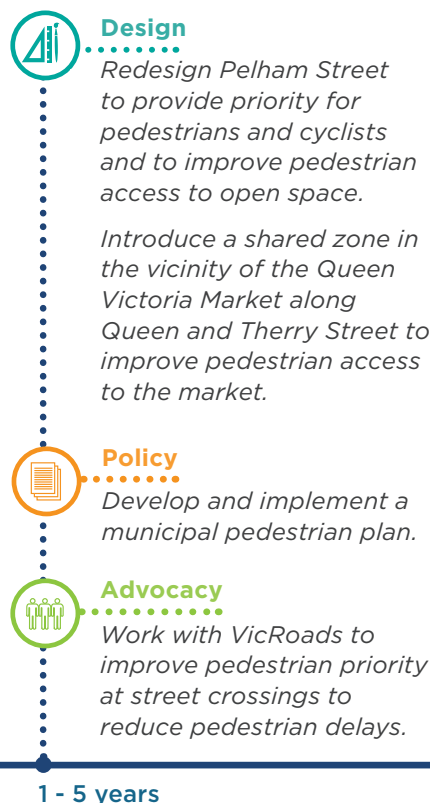 Design
Redesign Pelham Street
to provide priority for
pedestrians and cyclists
and to improve pedestrian
access to open space.
Introduce a shared zone in
the vicinity of the Queen
Victoria Market along
Queen and Therry Street to
improve pedestrian access
to the market.
Policy
Develop and implement a
municipal pedestrian plan.
Advocacy
Work with VicRoads to
improve pedestrian priority
at street crossings to
reduce pedestrian delays.
1 - 5 years